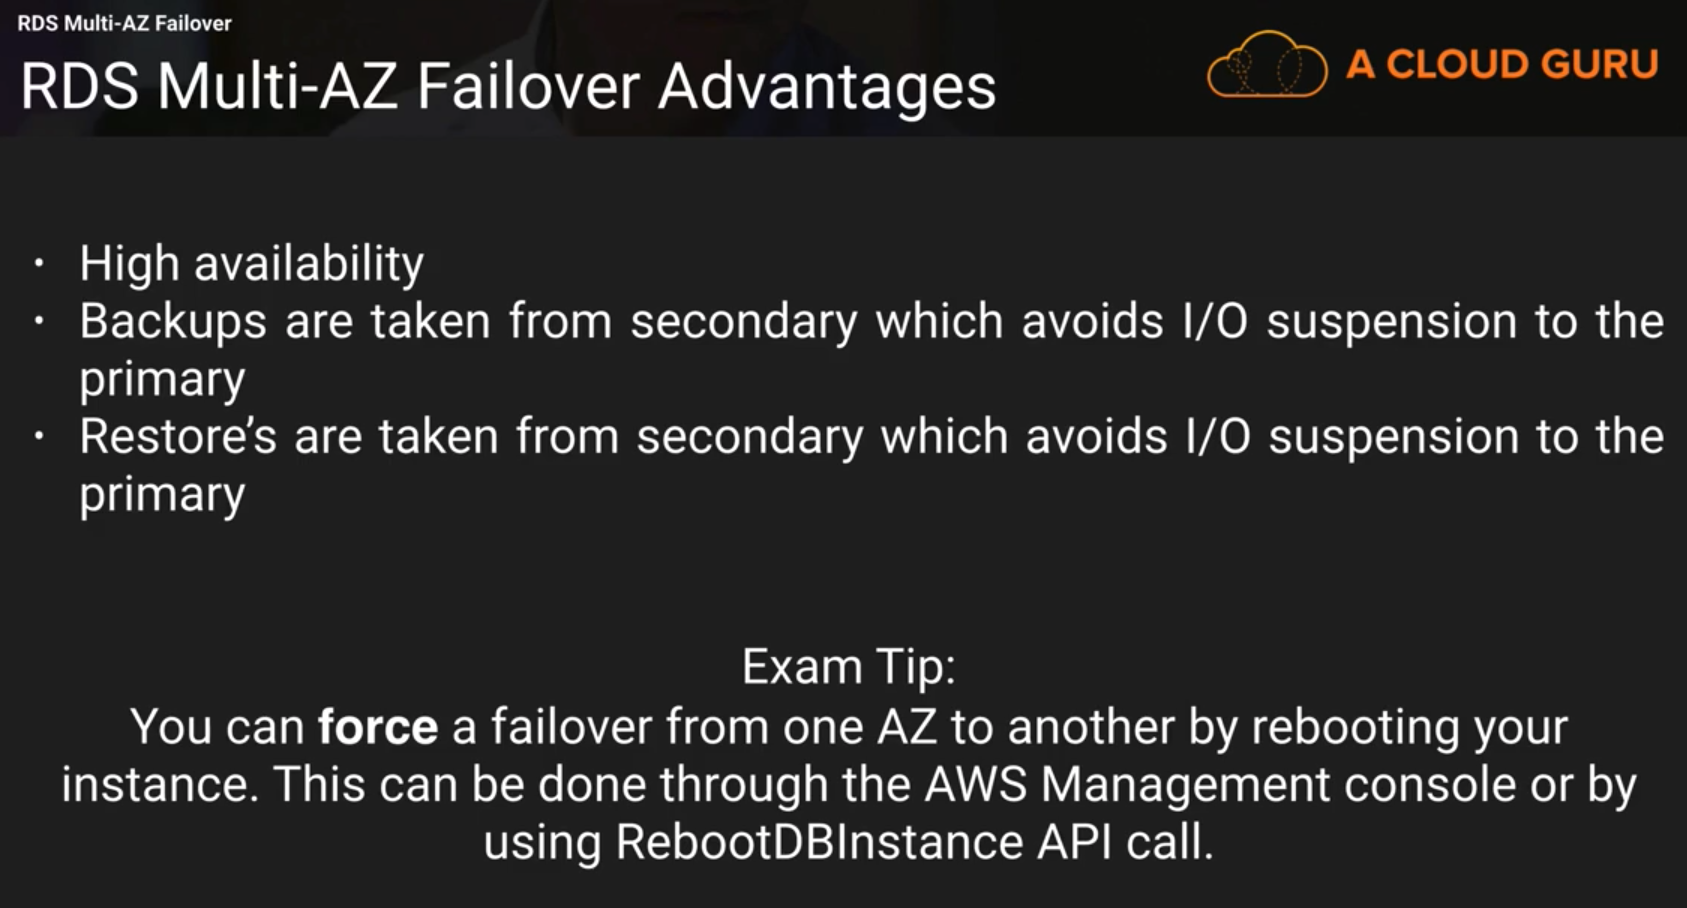 RDS Multi-AZ Failover
RDS Multi-AZ Failover Advantages
A CLOUD GURU
· High availability
· Backups are taken from secondary which avoids I/O suspension to the
primary
· Restore’s are taken from secondary which avoids I/O suspension to the
primary
Exam Tip:
You can force a failover from one AZ to another by rebooting your
instance. This can be done through the AWS Management console or by
using RebootDBInstance API call.